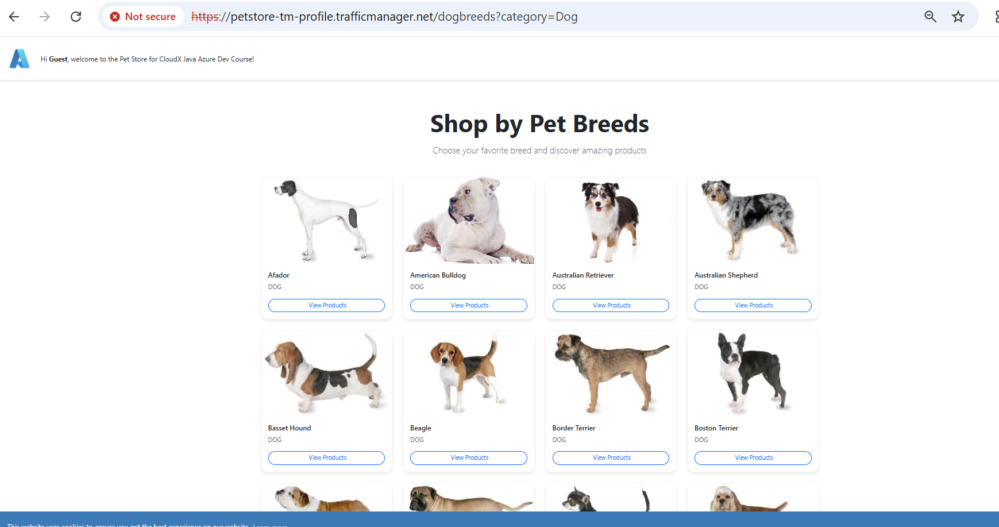 Not secure https://petstore-tm-profile.trafficmanager.net/dogbreeds?category=Dog
Hi Guest, welcome to the Pet Store for CloudX Java Azure Dev Course!
Shop by Pet Breeds
Choose your favorite breed and discover amazing products
Afador
DOG
View Products
American Bulldog
DOG
View Products
Australian Retriever
DOG
View Products
Australian Shepherd
DOG
View Products
Basset Hound
DOG
View Products
Beagle
DOG
View Products
Border Terrier
DOG
View Products
Boston Terrier
DOG
View Products
This website uses cookies to ensure you get the best experience on our website. Learn more